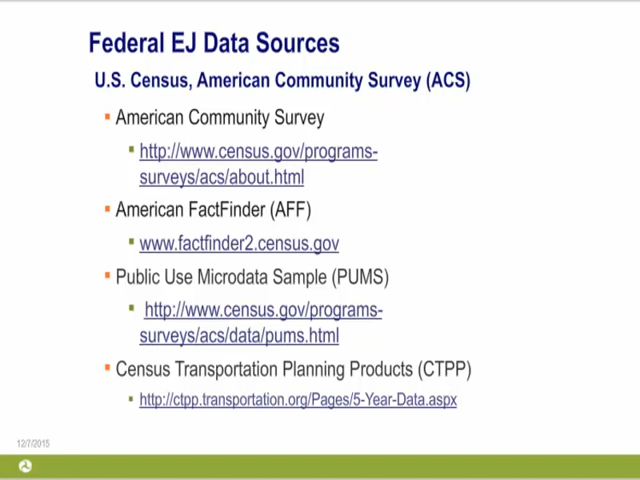 Federal EJ Data Sources
U.S. Census, American Community Survey (ACS)
American Community Survey
http://www.census.gov/programs-
surveys/acs/about.html
American FactFinder (AFF)
www.factfinder2.census.gov
Public Use Microdata Sample (PUMS)
http://www.census.gov/programs-
surveys/acs/data/pums.html
Census Transportation Planning Products (CTPP)
http://ctpp.transportation.org/Pages/5-Year-Data.aspx
12/7/2015